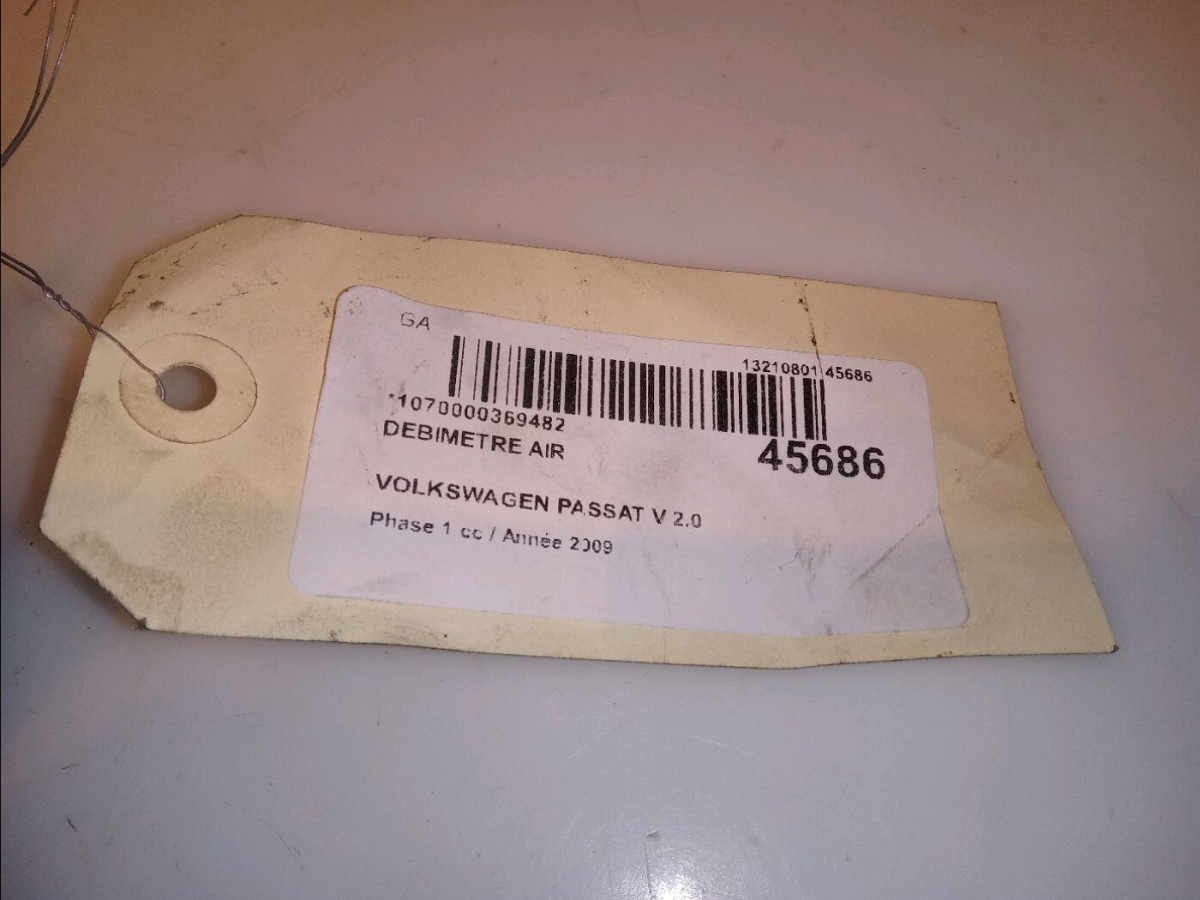 GA
13210801 45686
*1070000369482
45686
DEBIMETRE AIR
VOLKSWAGEN PASSAT V 2.0
Phase 1 cc / Année 2009